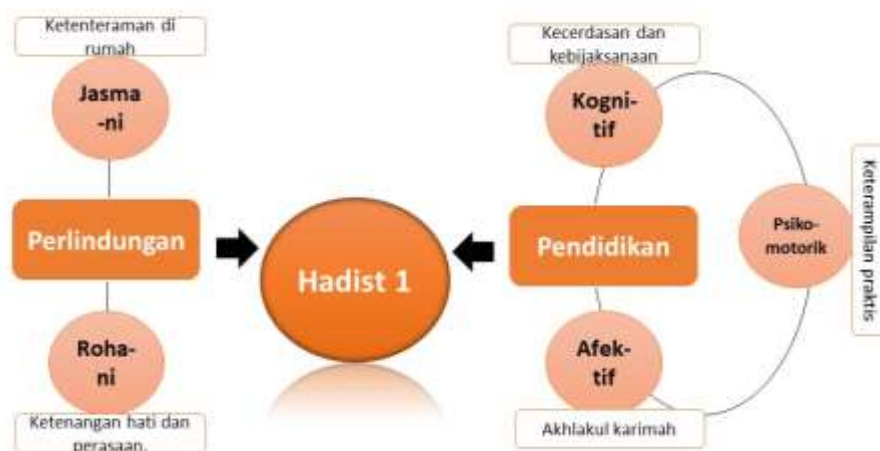 Ketenteraman di
rumah
Jasma
-ni
Perlindungan
Roha-
ni
Ketenangan hati dan
perasaan.
Hadist 1
Kecerdasan dan
kebijaksanaan
Kogni-
tif
Pendidikan
Afek-
tif
Akhlakul karimah
Psiko-
motorik
Keterampilan praktis